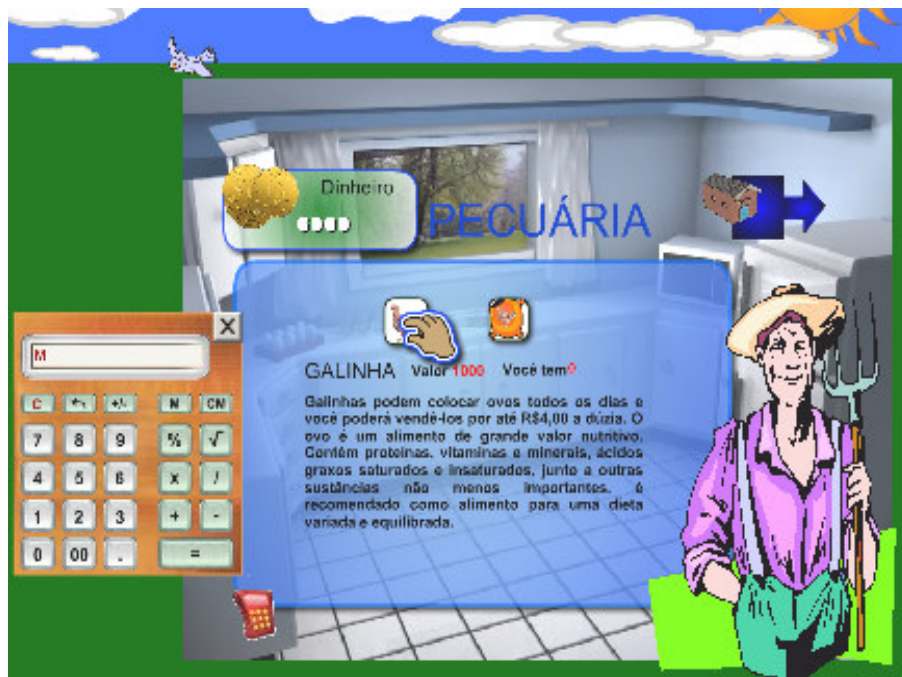 Dinheiro
PECUÁRIA
GALINHA Valor 1000 Você tem 0
Galinhas podem colocar ovos todos os dias e
você poderá vendê-los por até R$4,00 a dúzia. O
ovo é um alimento de grande valor nutritivo.
Contém proteínas, vitaminas e minerais, ácidos
graxos saturados e insaturados, junto a outras
sustâncias não menos importantes. é
recomendado como alimento para uma dieta
variada e equilibrada.
X
M
C +/- M CM
7 8 9 % √
4 5 6 x /
1 2 3 + -
0 00 . =